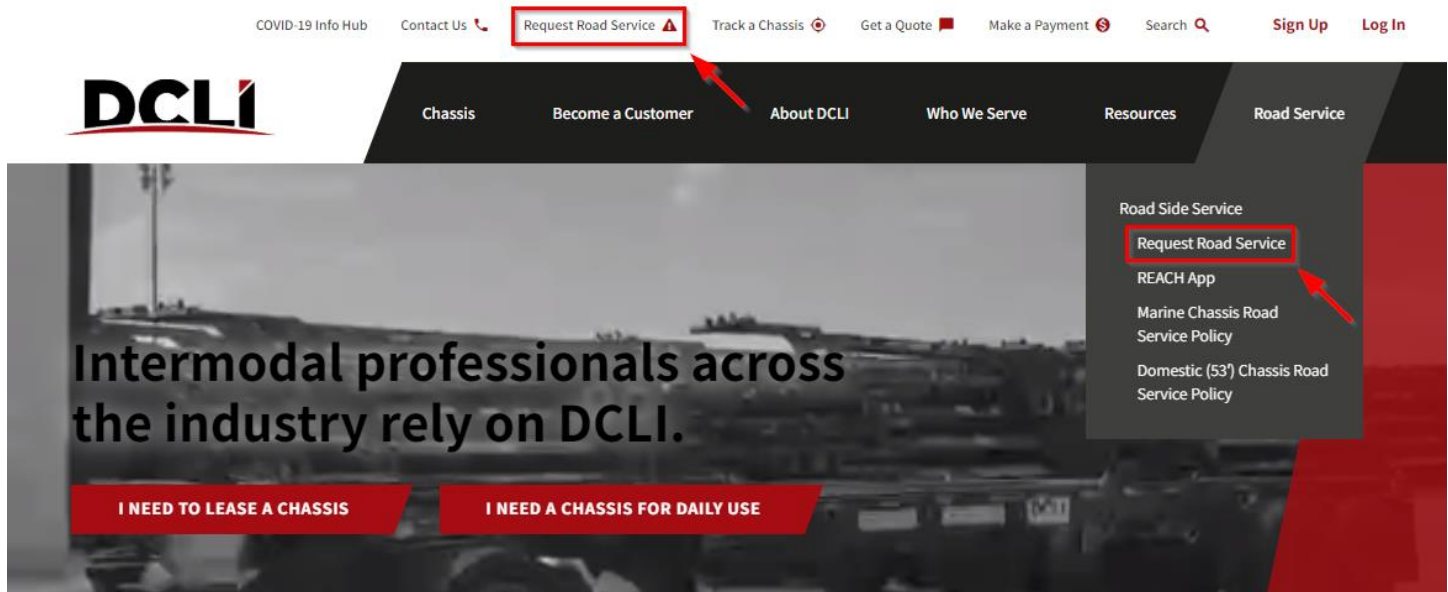 COVID-19 Info Hub Contact Us Request Road Service Track a Chassis Get a Quote Make a Payment Search Sign Up Log In
DCLI
Chassis Become a Customer About DCLI Who We Serve Resources Road Service
Road Side Service
Request Road Service
REACH App
Marine Chassis Road
Service Policy
Domestic (53') Chassis Road
Service Policy
Intermodal professionals across
the industry rely on DCLI.
I NEED TO LEASE A CHASSIS I NEED A CHASSIS FOR DAILY USE
DCLI